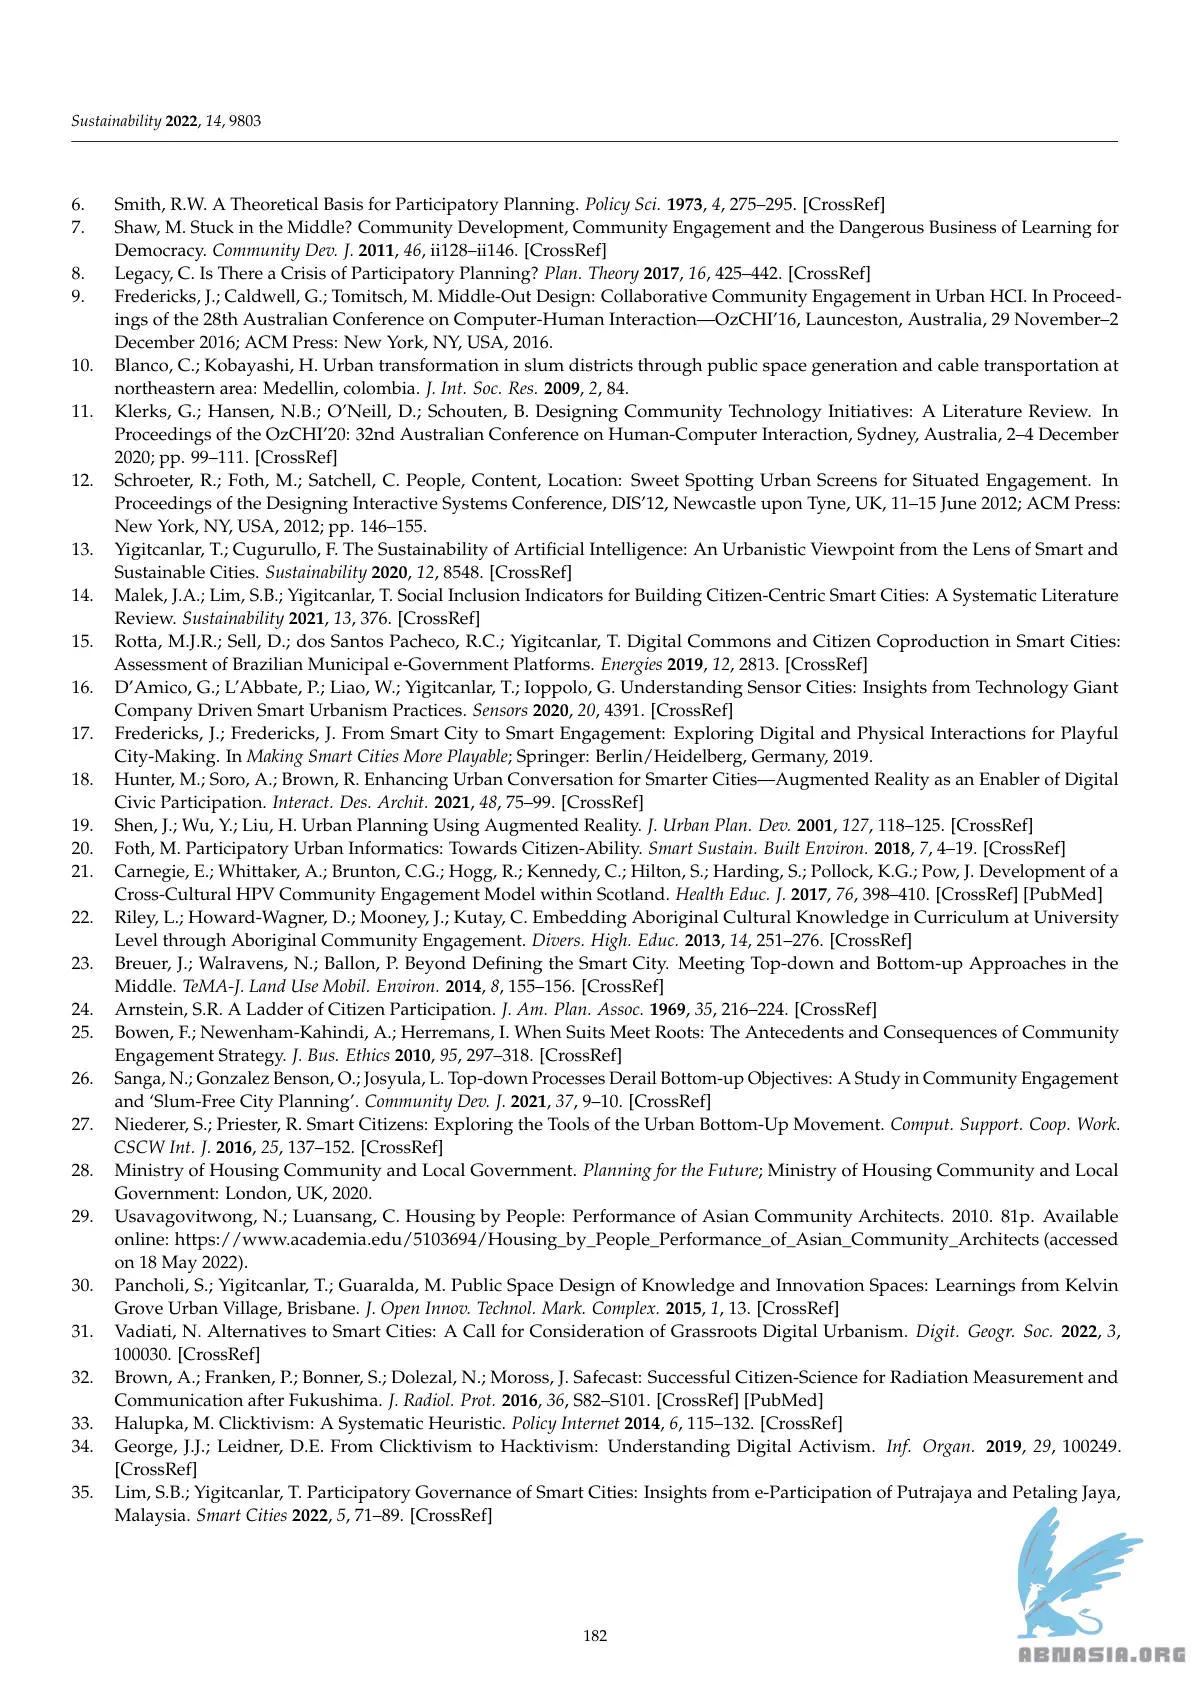 Sustainability 2022, 14, 9803
6. Smith, R.W. A Theoretical Basis for Participatory Planning. Policy Sci. 1973, 4, 275–295. [CrossRef]
7. Shaw, M. Stuck in the Middle? Community Development, Community Engagement and the Dangerous Business of Learning for
Democracy. Community Dev. J. 2011, 46, ii128–ii146. [CrossRef]
8. Legacy, C. Is There a Crisis of Participatory Planning? Plan. Theory 2017, 16, 425–442. [CrossRef]
9. Fredericks, J.; Caldwell, G.; Tomitsch, M. Middle-Out Design: Collaborative Community Engagement in Urban HCI. In Proceed-
ings of the 28th Australian Conference on Computer-Human Interaction—OzCHI’16, Launceston, Australia, 29 November–2
December 2016; ACM Press: New York, NY, USA, 2016.
10. Blanco, C.; Kobayashi, H. Urban transformation in slum districts through public space generation and cable transportation at
northeastern area: Medellin, colombia. J. Int. Soc. Res. 2009, 2, 84.
11. Klerks, G.; Hansen, N.B.; O’Neill, D.; Schouten, B. Designing Community Technology Initiatives: A Literature Review. In
Proceedings of the OzCHI’20: 32nd Australian Conference on Human-Computer Interaction, Sydney, Australia, 2–4 December
2020; pp. 99–111. [CrossRef]
12. Schroeter, R.; Foth, M.; Satchell, C. People, Content, Location: Sweet Spotting Urban Screens for Situated Engagement. In
Proceedings of the Designing Interactive Systems Conference, DIS’12, Newcastle upon Tyne, UK, 11–15 June 2012; ACM Press:
New York, NY, USA, 2012; pp. 146–155.
13. Yigitcanlar, T.; Cugurullo, F. The Sustainability of Artificial Intelligence: An Urbanistic Viewpoint from the Lens of Smart and
Sustainable Cities. Sustainability 2020, 12, 8548. [CrossRef]
14. Malek, J.A.; Lim, S.B.; Yigitcanlar, T. Social Inclusion Indicators for Building Citizen-Centric Smart Cities: A Systematic Literature
Review. Sustainability 2021, 13, 376. [CrossRef]
15. Rotta, M.J.R.; Sell, D.; dos Santos Pacheco, R.C.; Yigitcanlar, T. Digital Commons and Citizen Coproduction in Smart Cities:
Assessment of Brazilian Municipal e-Government Platforms. Energies 2019, 12, 2813. [CrossRef]
16. D’Amico, G.; L’Abbate, P.; Liao, W.; Yigitcanlar, T.; Ioppolo, G. Understanding Sensor Cities: Insights from Technology Giant
Company Driven Smart Urbanism Practices. Sensors 2020, 20, 4391. [CrossRef]
17. Fredericks, J.; Fredericks, J. From Smart City to Smart Engagement: Exploring Digital and Physical Interactions for Playful
City-Making. In Making Smart Cities More Playable; Springer: Berlin/Heidelberg, Germany, 2019.
18. Hunter, M.; Soro, A.; Brown, R. Enhancing Urban Conversation for Smarter Cities—Augmented Reality as an Enabler of Digital
Civic Participation. Interact. Des. Archit. 2021, 48, 75–99. [CrossRef]
19. Shen, J.; Wu, Y.; Liu, H. Urban Planning Using Augmented Reality. J. Urban Plan. Dev. 2001, 127, 118–125. [CrossRef]
20. Foth, M. Participatory Urban Informatics: Towards Citizen-Ability. Smart Sustain. Built Environ. 2018, 7, 4–19. [CrossRef]
21. Carnegie, E.; Whittaker, A.; Brunton, C.G.; Hogg, R.; Kennedy, C.; Hilton, S.; Harding, S.; Pollock, K.G.; Pow, J. Development of a
Cross-Cultural HPV Community Engagement Model within Scotland. Health Educ. J. 2017, 76, 398–410. [CrossRef] [PubMed]
22. Riley, L.; Howard-Wagner, D.; Mooney, J.; Kutay, C. Embedding Aboriginal Cultural Knowledge in Curriculum at University
Level through Aboriginal Community Engagement. Divers. High. Educ. 2013, 14, 251–276. [CrossRef]
23. Breuer, J.; Walravens, N.; Ballon, P. Beyond Defining the Smart City. Meeting Top-down and Bottom-up Approaches in the
Middle. TeMA-J. Land Use Mobil. Environ. 2014, 8, 155–156. [CrossRef]
24. Arnstein, S.R. A Ladder of Citizen Participation. J. Am. Plan. Assoc. 1969, 35, 216–224. [CrossRef]
25. Bowen, F.; Newenham-Kahindi, A.; Herremans, I. When Suits Meet Roots: The Antecedents and Consequences of Community
Engagement Strategy. J. Bus. Ethics 2010, 95, 297–318. [CrossRef]
26. Sanga, N.; Gonzalez Benson, O.; Josyula, L. Top-down Processes Derail Bottom-up Objectives: A Study in Community Engagement
and ‘Slum-Free City Planning’. Community Dev. J. 2021, 37, 9–10. [CrossRef]
27. Niederer, S.; Priester, R. Smart Citizens: Exploring the Tools of the Urban Bottom-Up Movement. Comput. Support. Coop. Work.
CSCW Int. J. 2016, 25, 137–152. [CrossRef]
28. Ministry of Housing Community and Local Government. Planning for the Future; Ministry of Housing Community and Local
Government: London, UK, 2020.
29. Usavagovitwong, N.; Luansang, C. Housing by People: Performance of Asian Community Architects. 2010. 81p. Available
online: https://www.academia.edu/5103694/Housing_by_People_Performance_of_Asian_Community_Architects (accessed
on 18 May 2022).
30. Pancholi, S.; Yigitcanlar, T.; Guaralda, M. Public Space Design of Knowledge and Innovation Spaces: Learnings from Kelvin
Grove Urban Village, Brisbane. J. Open Innov. Technol. Mark. Complex. 2015, 1, 13. [CrossRef]
31. Vadiati, N. Alternatives to Smart Cities: A Call for Consideration of Grassroots Digital Urbanism. Digit. Geogr. Soc. 2022, 3,
100030. [CrossRef]
32. Brown, A.; Franken, P.; Bonner, S.; Dolezal, N.; Moross, J. Safecast: Successful Citizen-Science for Radiation Measurement and
Communication after Fukushima. J. Radiol. Prot. 2016, 36, S82–S101. [CrossRef] [PubMed]
33. Halupka, M. Clicktivism: A Systematic Heuristic. Policy Internet 2014, 6, 115–132. [CrossRef]
34. George, J.J.; Leidner, D.E. From Clicktivism to Hacktivism: Understanding Digital Activism. Inf. Organ. 2019, 29, 100249.
[CrossRef]
35. Lim, S.B.; Yigitcanlar, T. Participatory Governance of Smart Cities: Insights from e-Participation of Putrajaya and Petaling Jaya,
Malaysia. Smart Cities 2022, 5, 71–89. [CrossRef]
182
ABNASIA.ORG